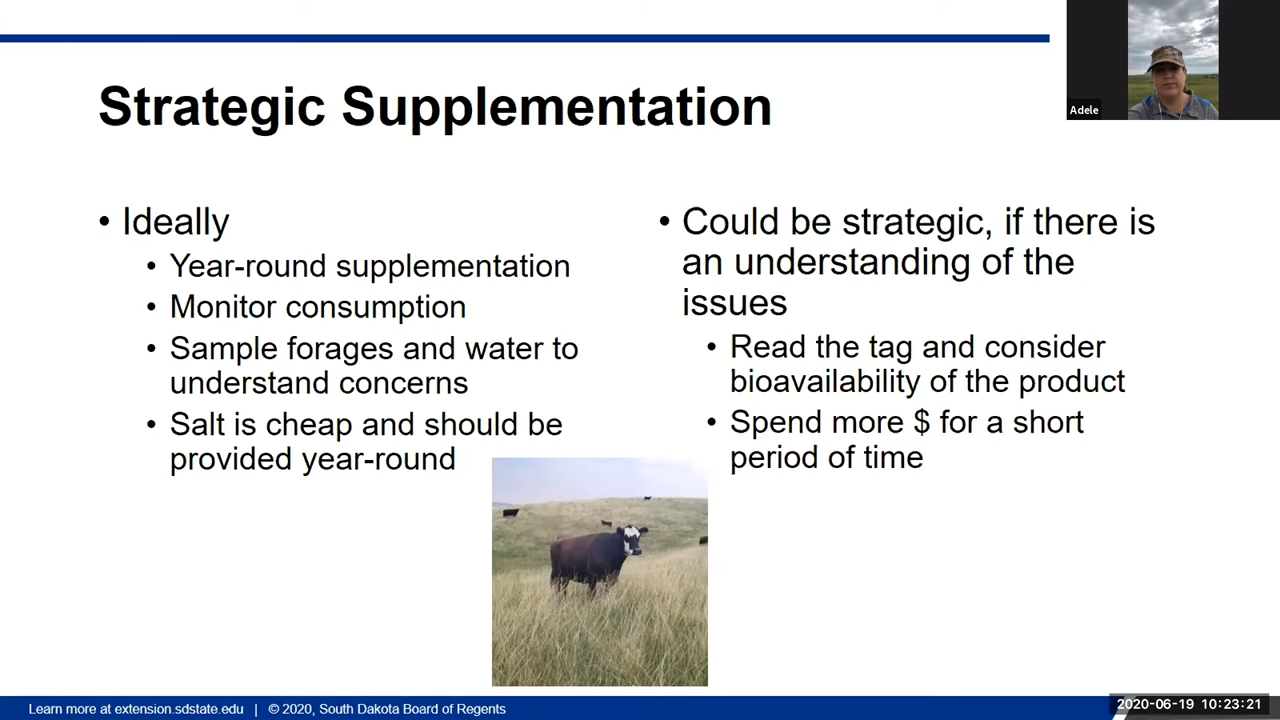 Strategic Supplementation
Adele
• Ideally
• Year-round supplementation
• Monitor consumption
• Sample forages and water to
understand concerns
• Salt is cheap and should be
provided year-round
• Could be strategic, if there is
an understanding of the
issues
• Read the tag and consider
bioavailability of the product
• Spend more $ for a short
period of time
Learn more at extension.sdstate.edu | © 2020, South Dakota Board of Regents
2020-06-19 10:23:21